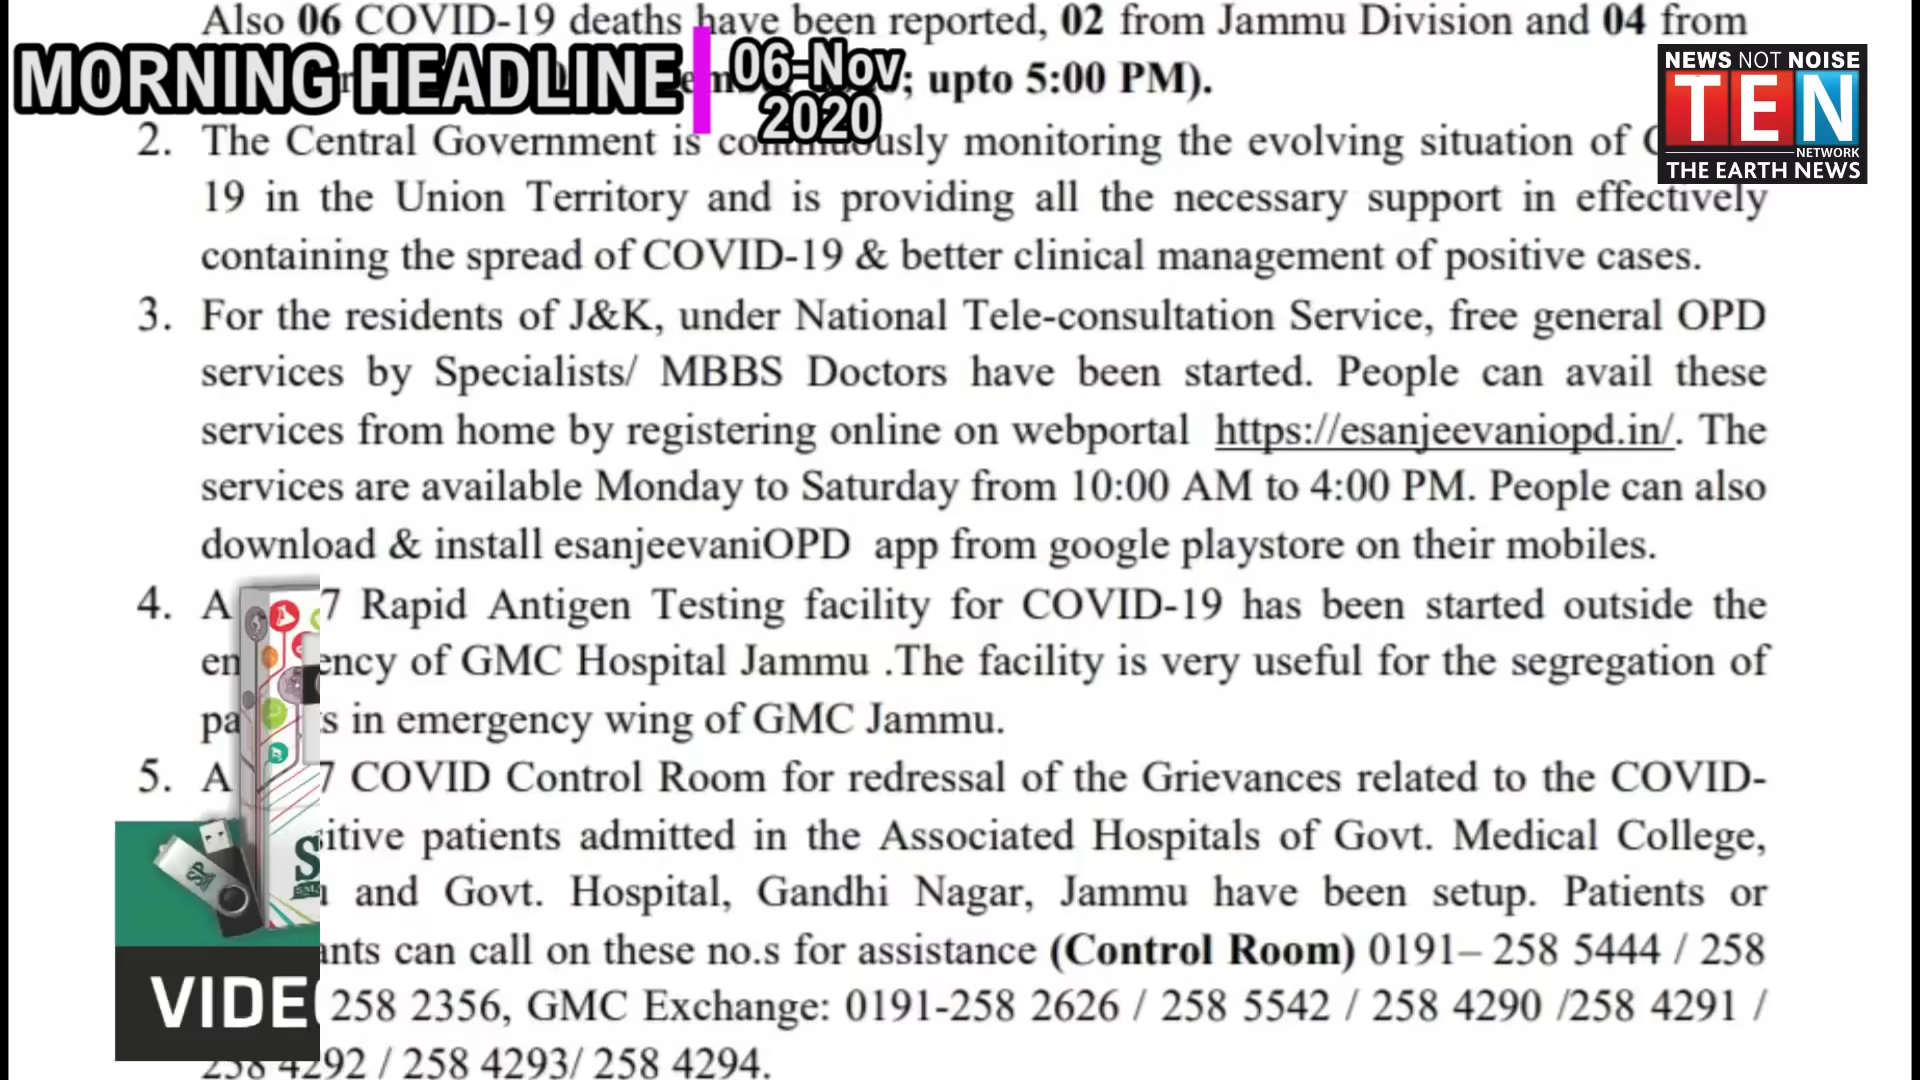 Also 06 COVID-19 deaths have been reported, 02 from Jammu Division and 04 from
MORNING HEADLINE
06-Nov
2020
; upto 5:00 PM).
NEWS NOT NOISE
TEN
NETWORK
THE EARTH NEWS
2. The Central Government is continuously monitoring the evolving situation of
19 in the Union Territory and is providing all the necessary support in effectively
containing the spread of COVID-19 & better clinical management of positive cases.
3. For the residents of J&K, under National Tele-consultation Service, free general OPD
services by Specialists/ MBBS Doctors have been started. People can avail these
services from home by registering online on webportal https://esanjeevaniopd.in/. The
services are available Monday to Saturday from 10:00 AM to 4:00 PM. People can also
download & install esanjeevaniOPD app from google playstore on their mobiles.
4. A 7 Rapid Antigen Testing facility for COVID-19 has been started outside the
en ency of GMC Hospital Jammu .The facility is very useful for the segregation of
pa s in emergency wing of GMC Jammu.
5. A 7 COVID Control Room for redressal of the Grievances related to the COVID-
sitive patients admitted in the Associated Hospitals of Govt. Medical College,
and Govt. Hospital, Gandhi Nagar, Jammu have been setup. Patients or
ants can call on these no.s for assistance (Control Room) 0191– 258 5444 / 258
258 2356, GMC Exchange: 0191-258 2626 / 258 5542 / 258 4290 /258 4291 /
258 4292 / 258 4293/ 258 4294.
SP
VIDE